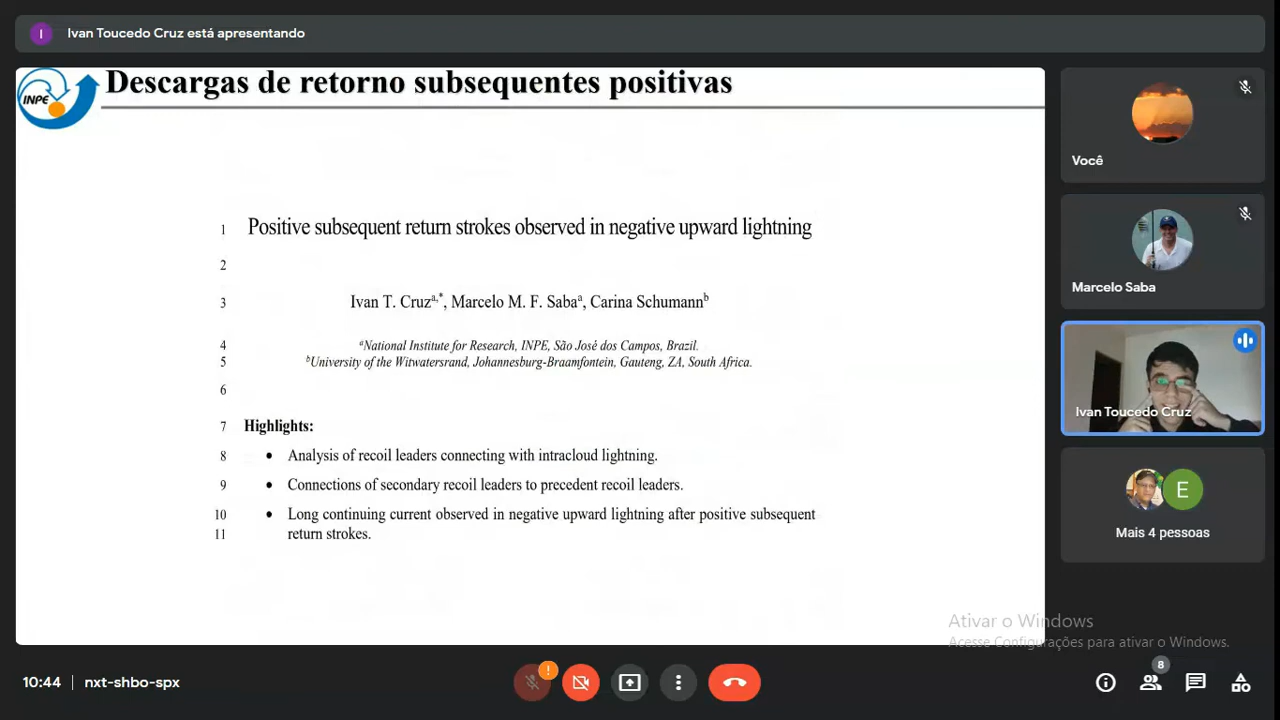 I
Ivan Toucedo Cruz está apresentando
INPE
Descargas de retorno subsequentes positivas
1 Positive subsequent return strokes observed in negative upward lightning
2
3 Ivan T. Cruzᵃ,*, Marcelo M. F. Sabaᵃ, Carina Schumannᵇ
4 ᵃNational Institute for Research, INPE, São José dos Campos, Brazil.
5 ᵇUniversity of the Witwatersrand, Johannesburg-Braamfontein, Gauteng, ZA, South Africa.
6
7 Highlights:
8 • Analysis of recoil leaders connecting with intracloud lightning.
9 • Connections of secondary recoil leaders to precedent recoil leaders.
10 • Long continuing current observed in negative upward lightning after positive subsequent
11 return strokes.
Você
Marcelo Saba
Ivan Toucedo Cruz
E
Mais 4 pessoas
Ativar o Windows
Acesse Configurações para ativar o Windows.
10:44 | nxt-shbo-spx
!
8